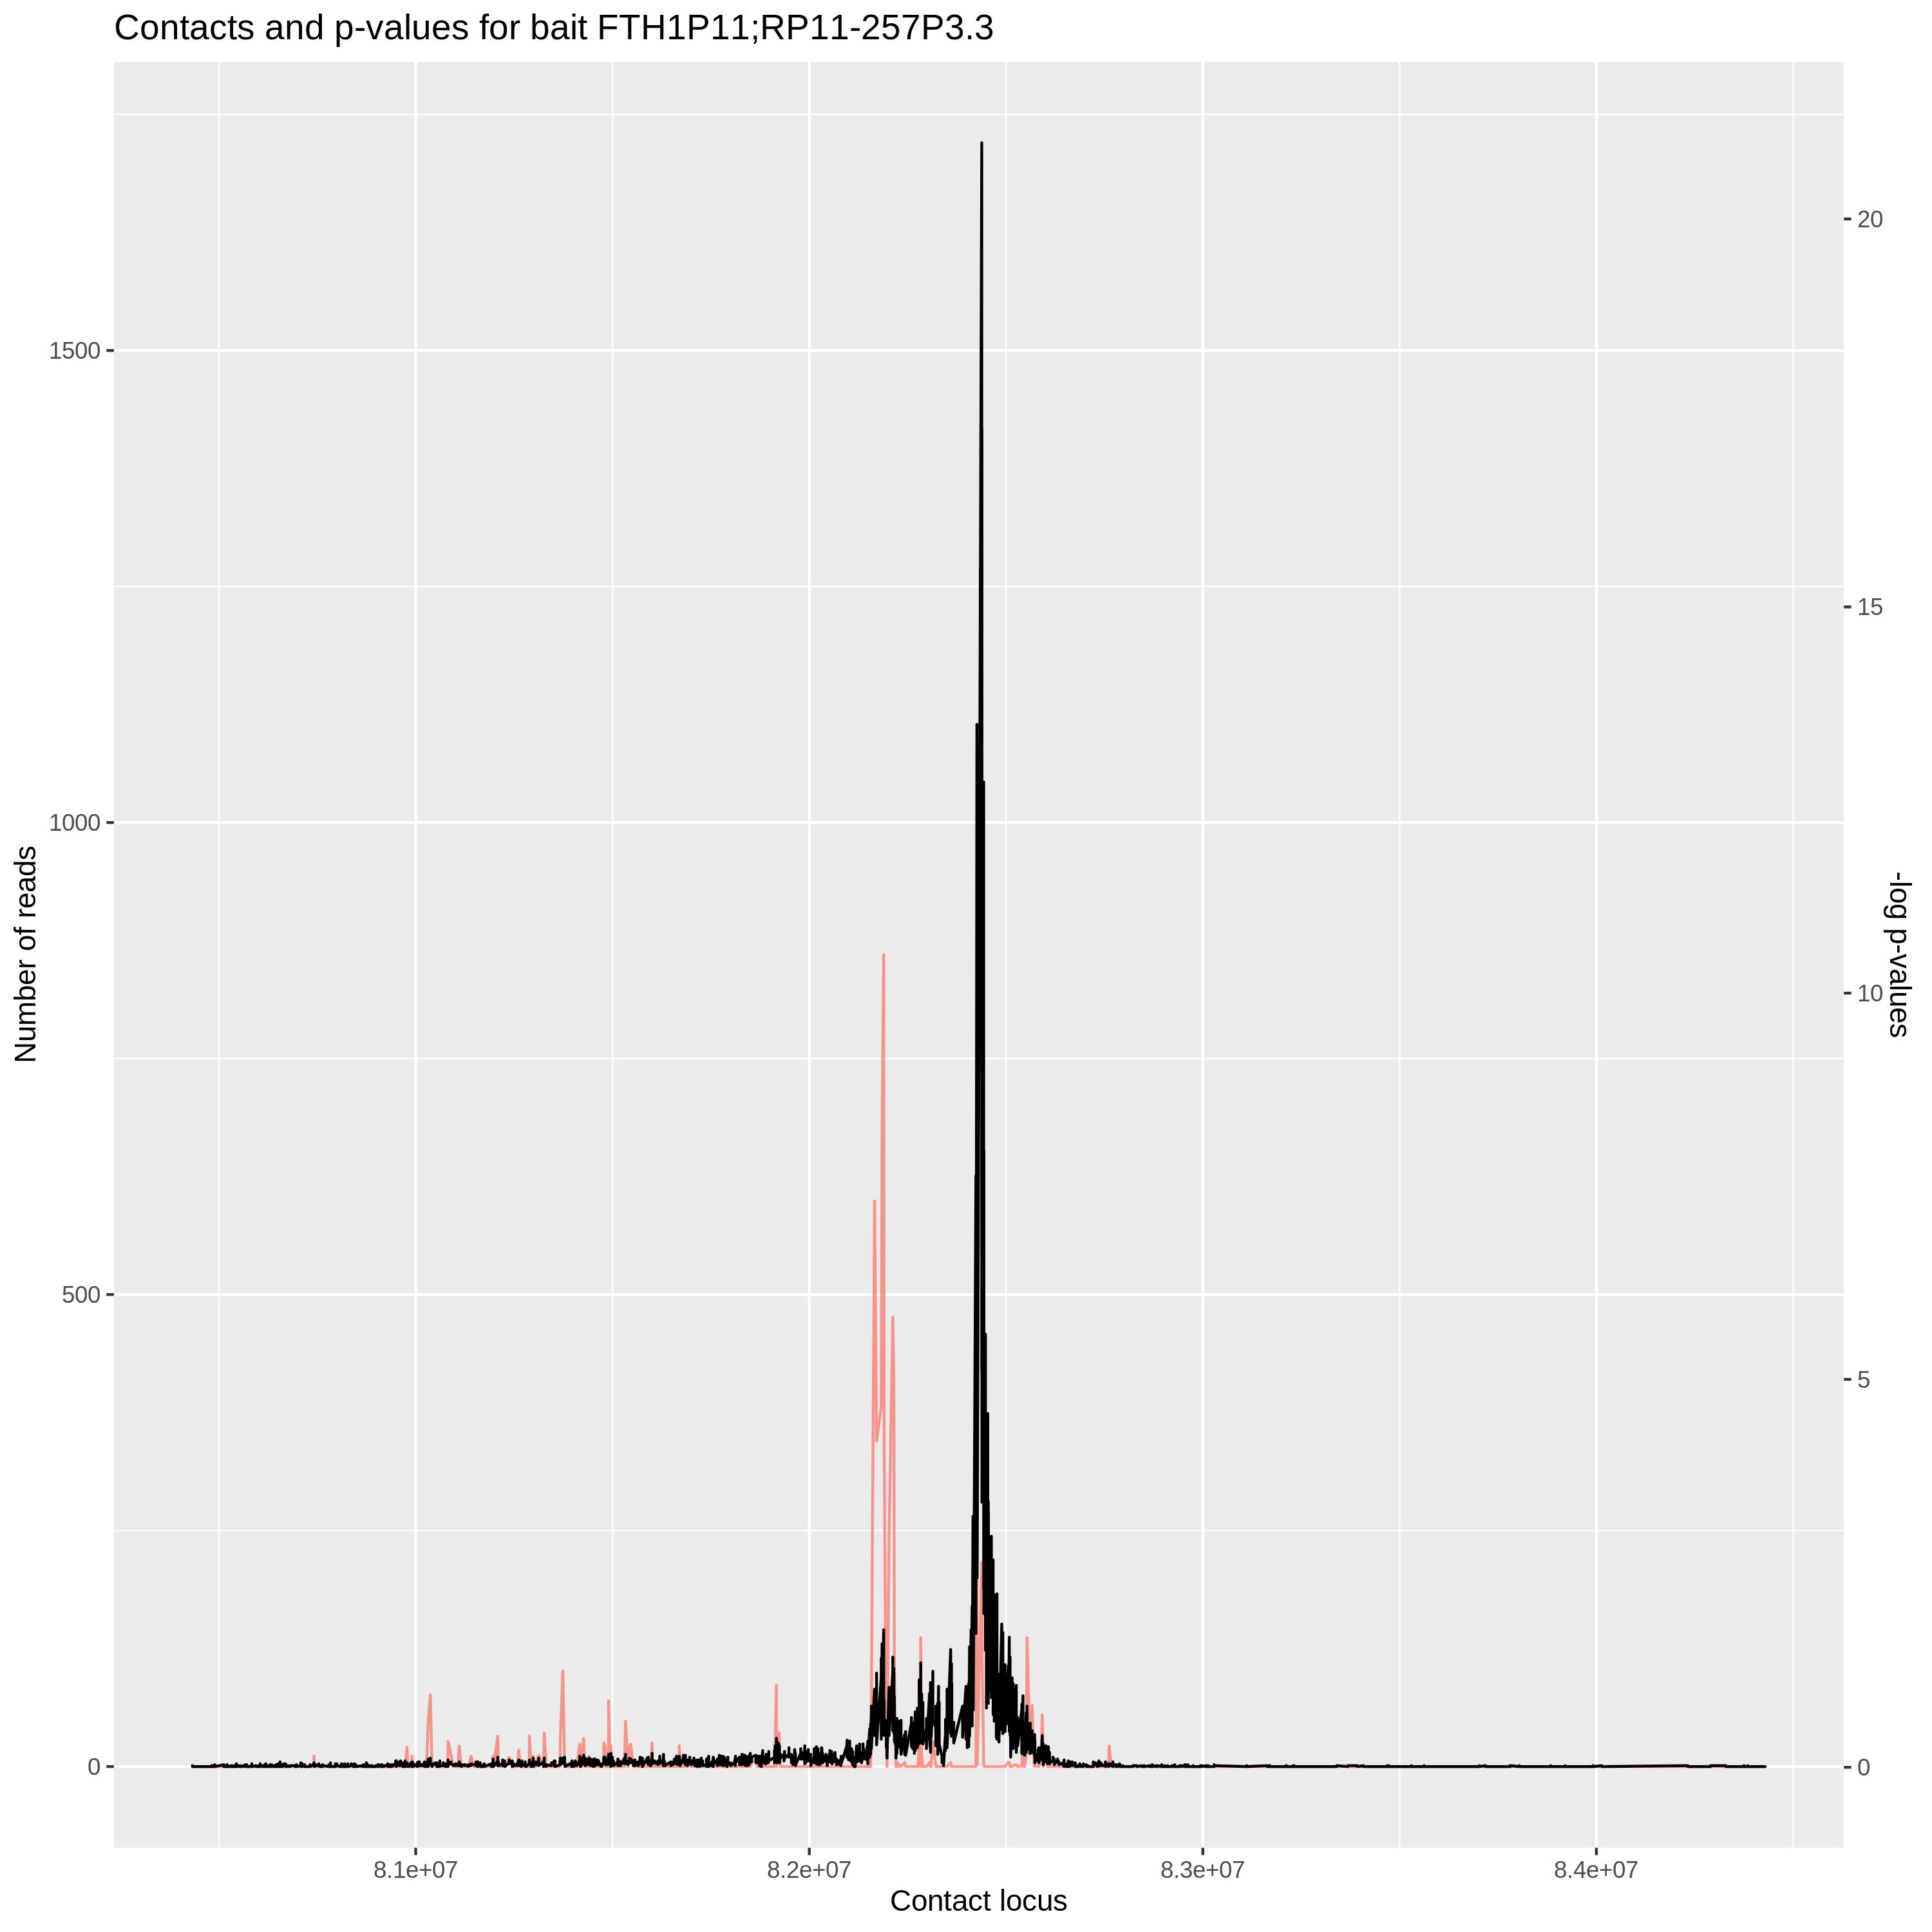 Contacts and p-values for bait FTH1P11;RP11-257P3.3
1500
1000
500
0
Number of reads
20
15
10
5
0
-log p-values
8.1e+07
8.2e+07
8.3e+07
8.4e+07
Contact locus